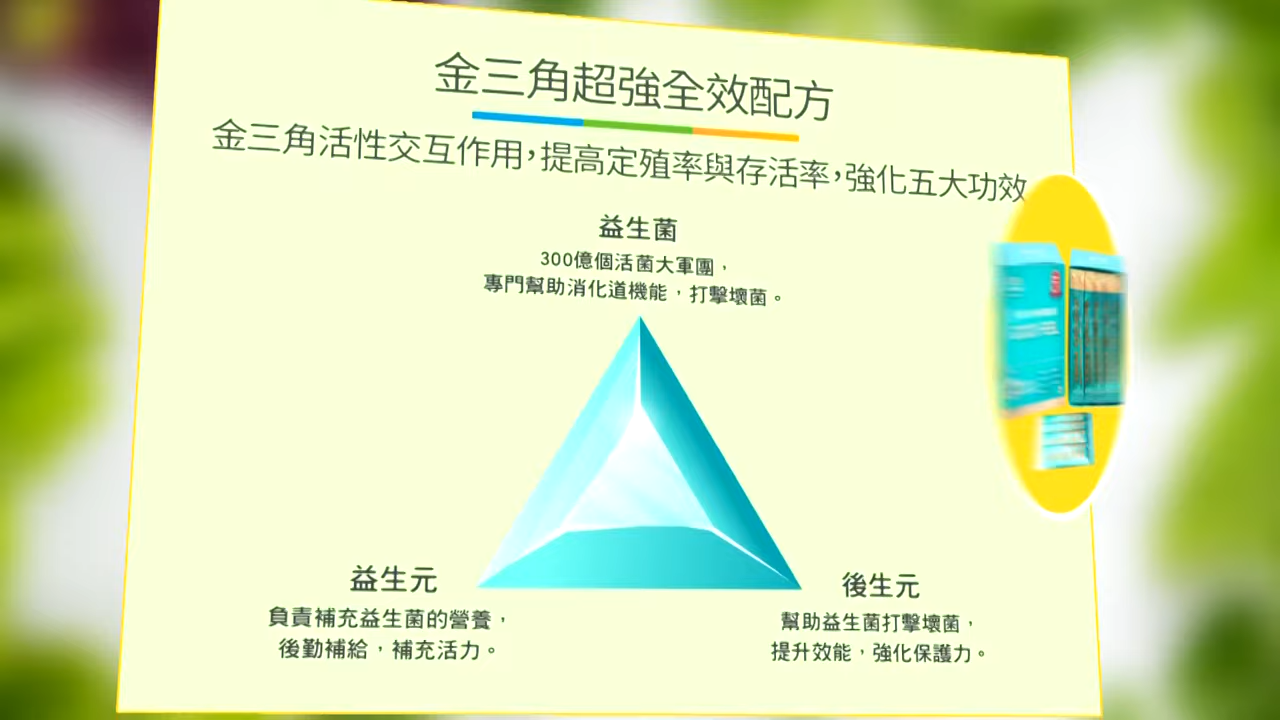 金三角超強全效配方
金三角活性交互作用,提高定殖率與存活率,強化五大功效
益生菌
300億個活菌大軍團，
專門幫助消化道機能，打擊壞菌。
益生元
負責補充益生菌的營養，
後勤補給，補充活力。
後生元
幫助益生菌打擊壞菌，
提升效能，強化保護力。